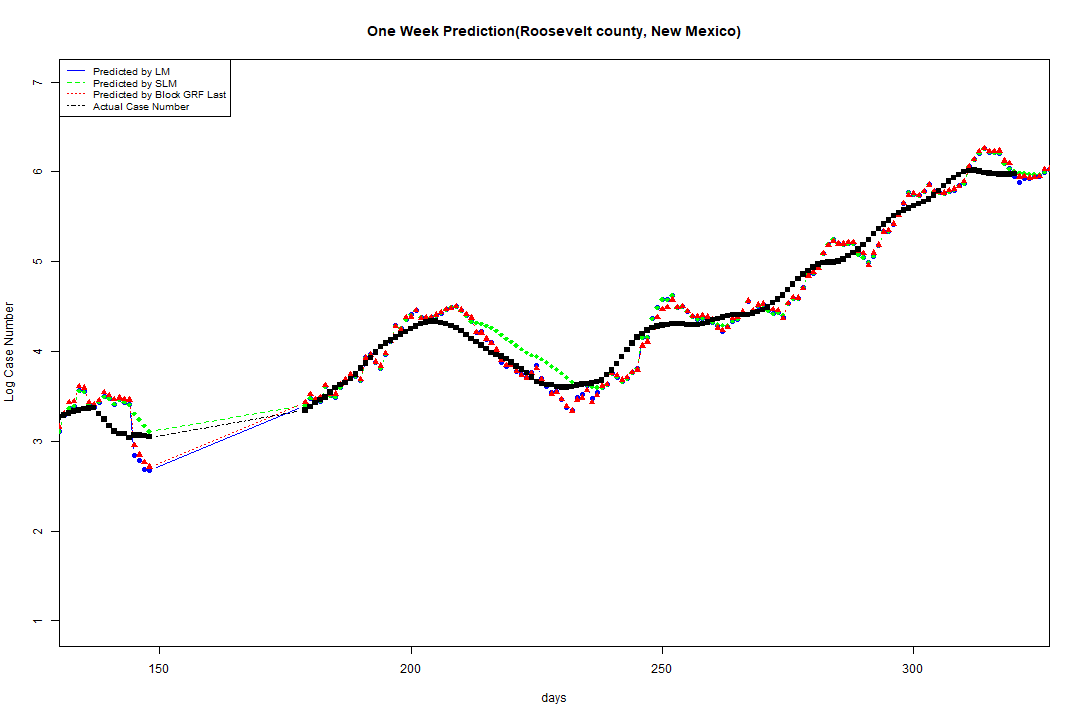 One Week Prediction(Roosevelt county, New Mexico)
Predicted by LM
Predicted by SLM
Predicted by Block GRF Last
Actual Case Number
Log Case Number
7
6
5
4
3
2
1
150
200
250
300
days